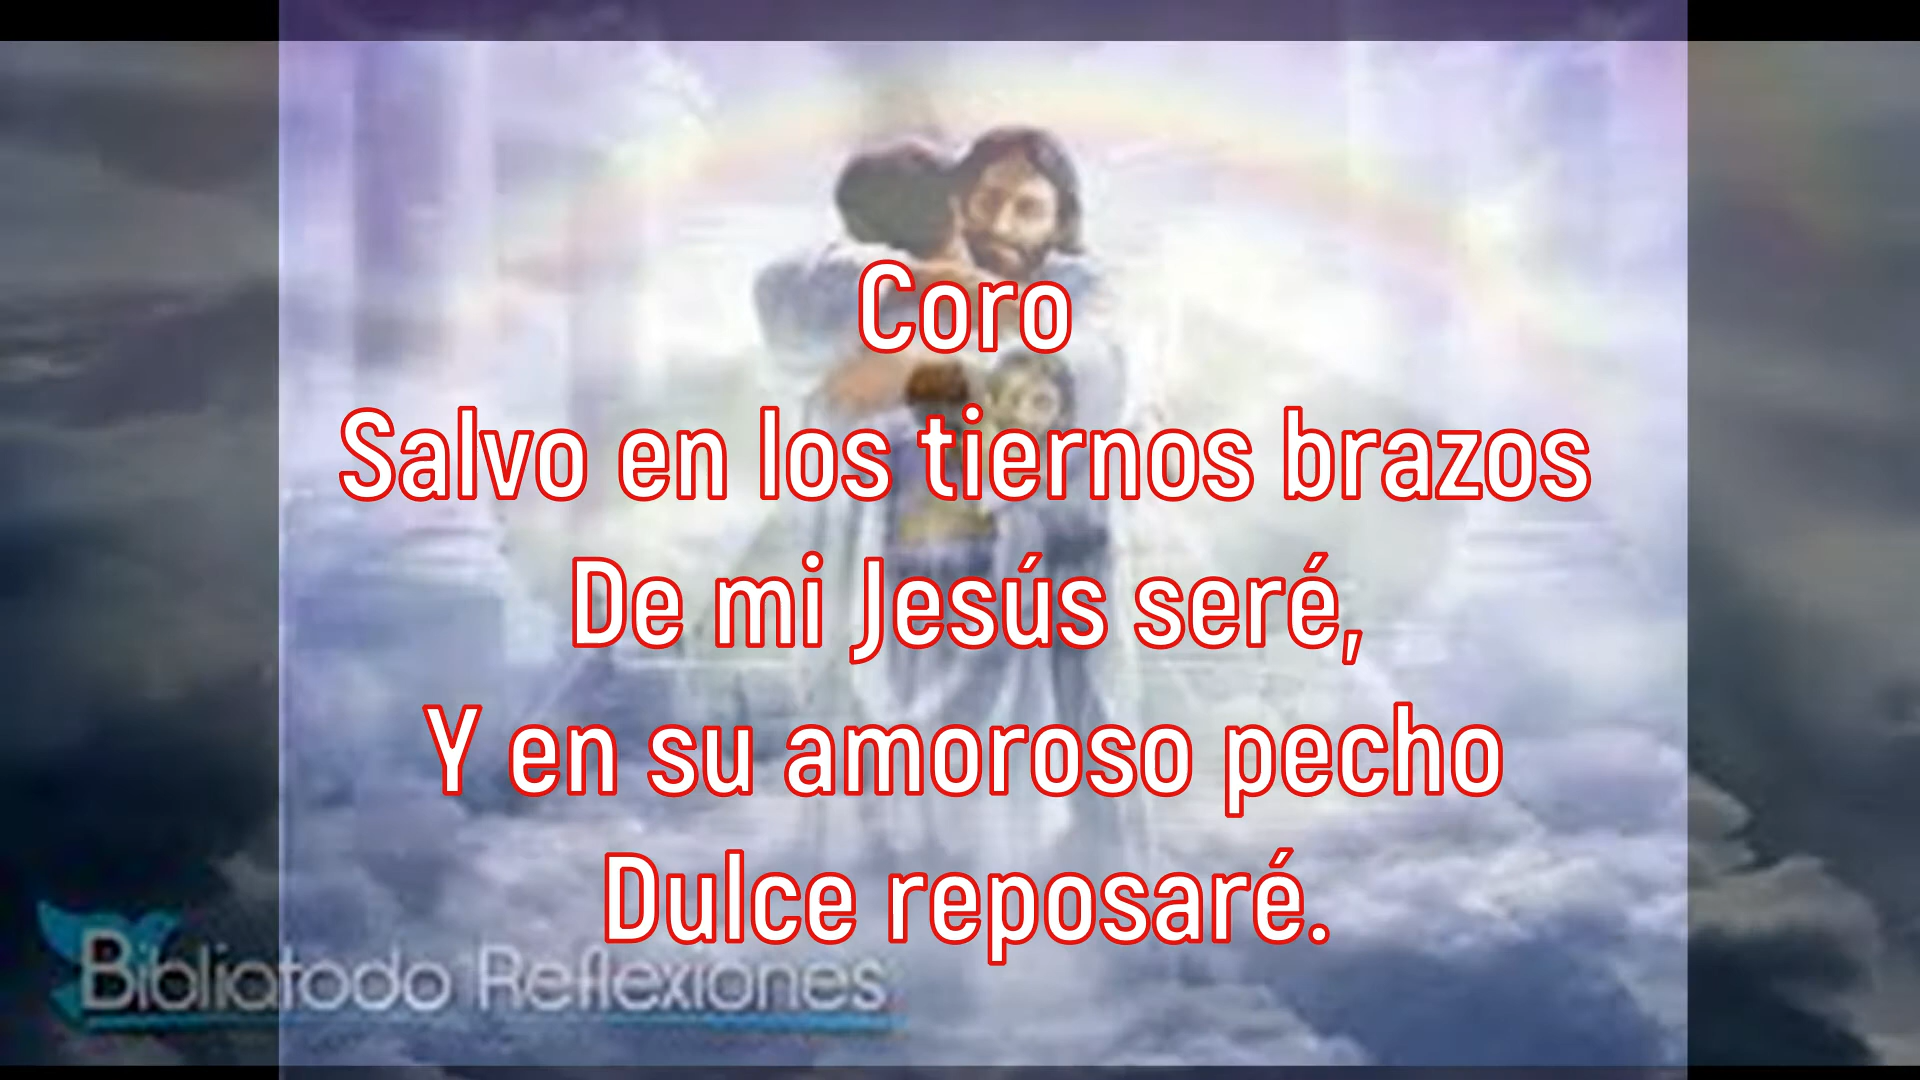 Coro
Salvo en los tiernos brazos
De mi Jesús seré,
Y en su amoroso pecho
Dulce reposaré.
Bibliatodo Reflexiones